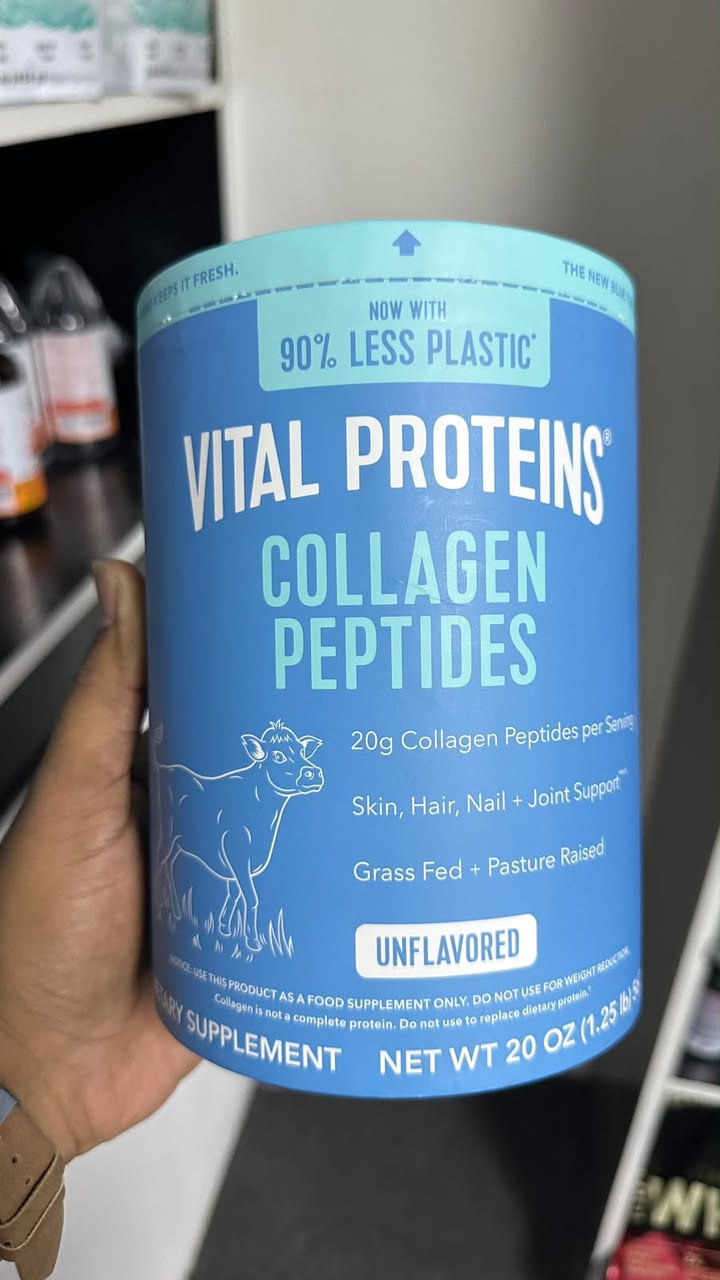 KEEPS IT FRESH.
THE NEW BLUE
NOW WITH
90% LESS PLASTIC*
VITAL PROTEINS®
COLLAGEN
PEPTIDES
20g Collagen Peptides per Serving
Skin, Hair, Nail + Joint Support
Grass Fed + Pasture Raised
UNFLAVORED
NOTICE: USE THIS PRODUCT AS A FOOD SUPPLEMENT ONLY. DO NOT USE FOR WEIGHT REDUCTION.
Collagen is not a complete protein. Do not use to replace dietary protein.
TARY SUPPLEMENT NET WT 20 OZ (1.25 lb)